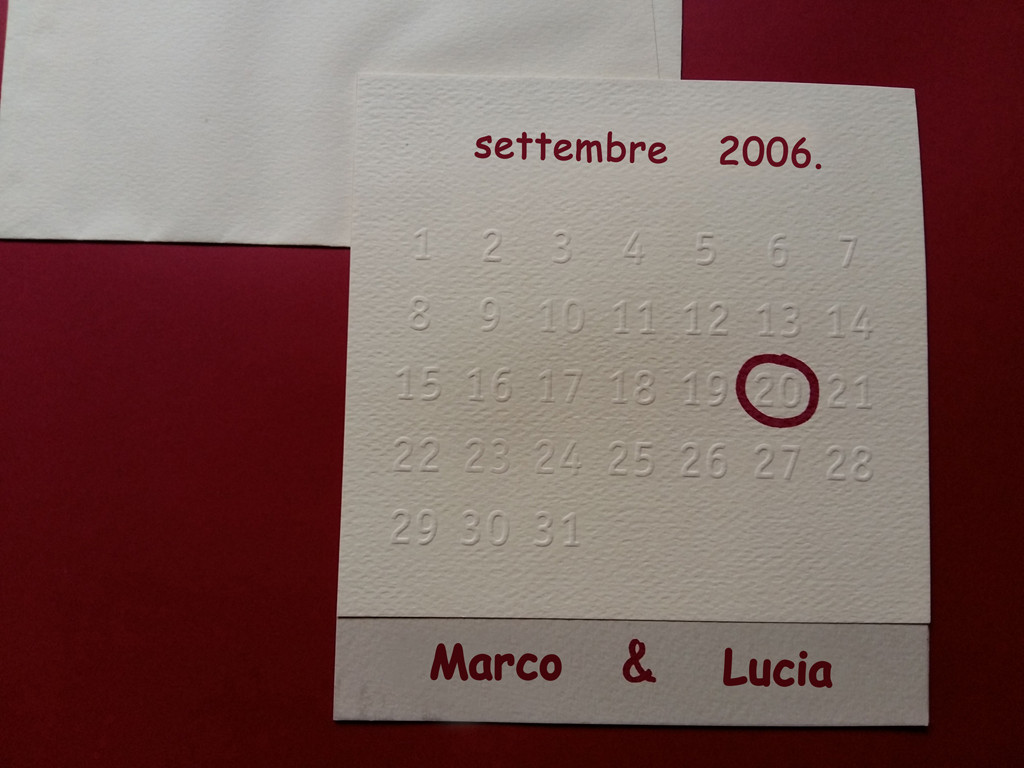 settembre 2006.
1 2 3 4 5 6 7
8 9 10 11 12 13 14
15 16 17 18 19 20 21
22 23 24 25 26 27 28
29 30 31
Marco & Lucia